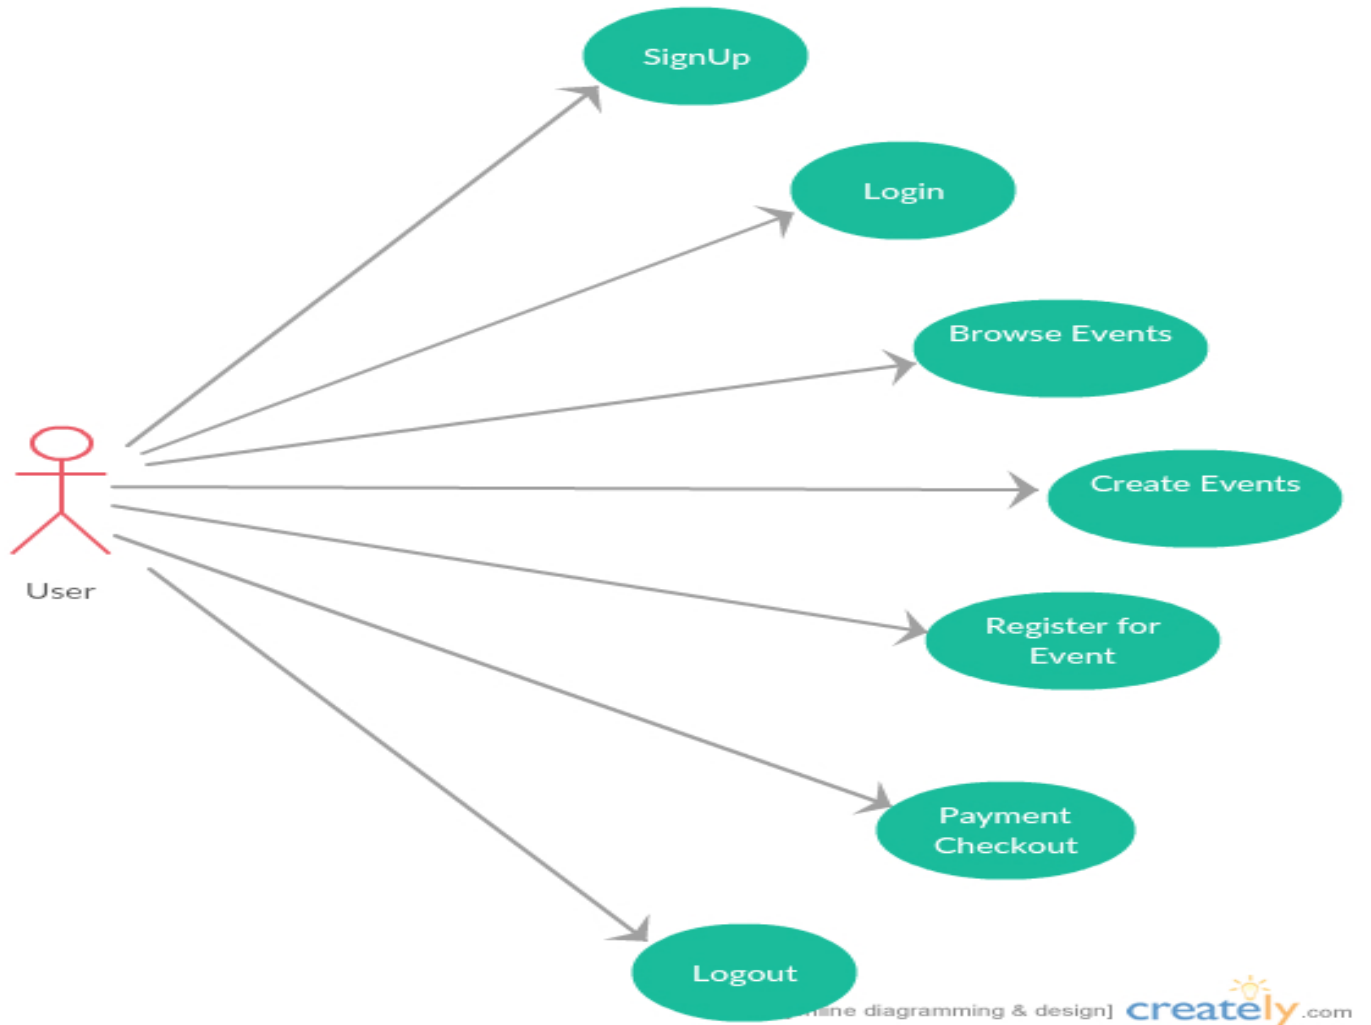 SignUp
Login
Browse Events
Create Events
User
Register for
Event
Payment
Checkout
Logout
diagramming & design] creately.com